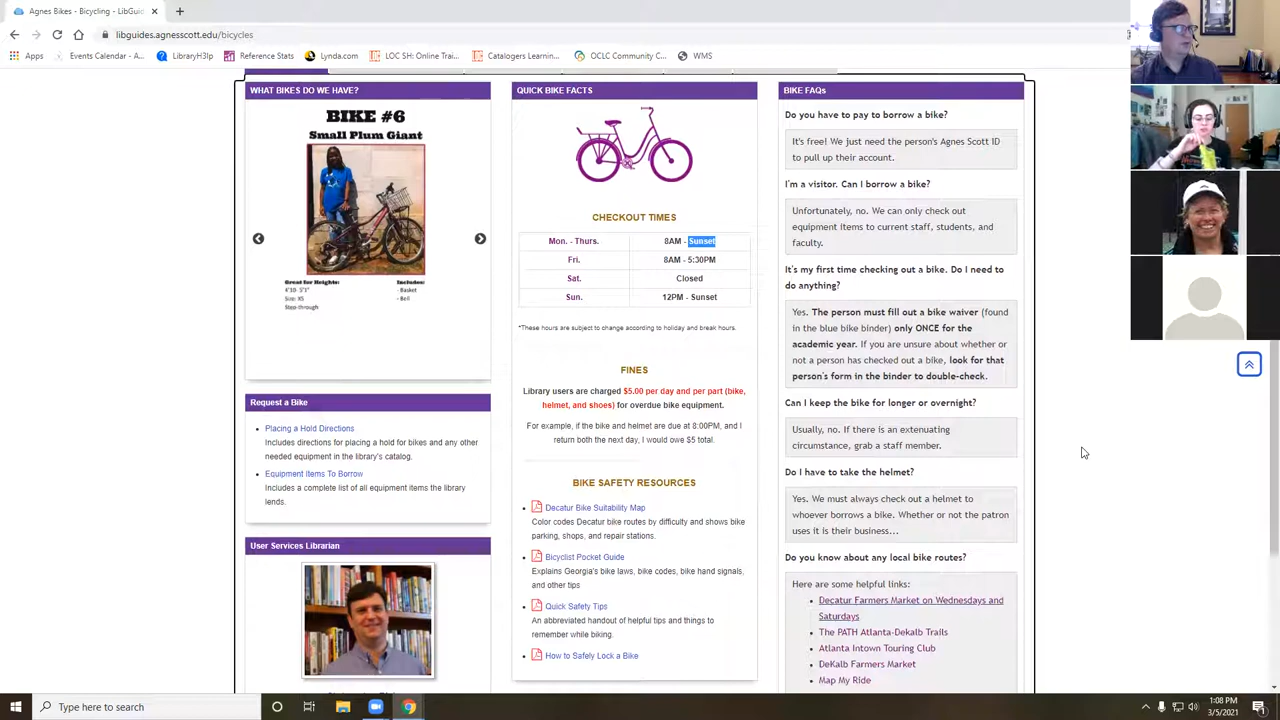 Agnes Bikes - Bicycling - LibGui
libguides.agnesscott.edu/bicycles
Apps
Events Calendar - A...
LibraryH3lp
Reference Stats
Lynda.com
LOC SH: Online Trai...
Catalogers Learnin...
OCLC Community C...
WMS
WHAT BIKES DO WE HAVE?
BIKE #6
Small Plum Giant
Great for Heights:
4'10- 5'1"
Size: XS
Step-through
Includes:
- Basket
- Bell
Request a Bike
Placing a Hold Directions
Includes directions for placing a hold for bikes and any other
needed equipment in the library's catalog.
Equipment Items To Borrow
Includes a complete list of all equipment items the library
lends.
User Services Librarian
QUICK BIKE FACTS
CHECKOUT TIMES
Mon. - Thurs. 8AM - Sunset
Fri. 8AM - 5:30PM
Sat. Closed
Sun. 12PM - Sunset
*These hours are subject to change according to holiday and break hours.
FINES
Library users are charged $5.00 per day and per part (bike,
helmet, and shoes) for overdue bike equipment.
For example, if the bike and helmet are due at 8:00PM, and I
return both the next day, I would owe $5 total.
BIKE SAFETY RESOURCES
Decatur Bike Suitability Map
Color codes Decatur bike routes by difficulty and shows bike
parking, shops, and repair stations.
Bicyclist Pocket Guide
Explains Georgia's bike laws, bike codes, bike hand signals,
and other tips
Quick Safety Tips
An abbreviated handout of helpful tips and things to
remember while biking.
How to Safely Lock a Bike
BIKE FAQs
Do you have to pay to borrow a bike?
It's free! We just need the person's Agnes Scott ID
to pull up their account.
I'm a visitor. Can I borrow a bike?
Unfortunately, no. We can only check out
equipment items to current staff, students, and
faculty.
It's my first time checking out a bike. Do I need to
do anything?
Yes. The person must fill out a bike waiver (found
in the blue bike binder) only ONCE for the
academic year. If you are unsure about whether or
not a person has checked out a bike, look for that
person's form in the binder to double-check.
Can I keep the bike for longer or overnight?
Usually, no. If there is an extenuating
circumstance, grab a staff member.
Do I have to take the helmet?
Yes. We must always check out a helmet to
whoever borrows a bike. Whether or not the patron
uses it is their business...
Do you know about any local bike routes?
Here are some helpful links:
Decatur Farmers Market on Wednesdays and
Saturdays
The PATH Atlanta-Dekalb Trails
Atlanta Intown Touring Club
DeKalb Farmers Market
Map My Ride
Type here to search
1:08 PM
3/5/2021